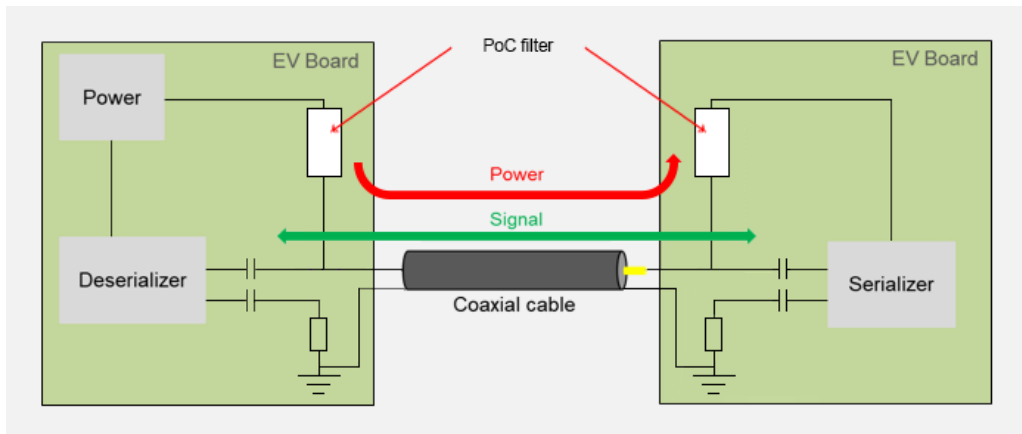 PoC filter
EV Board
EV Board
Power
Power
Signal
Deserializer
Serializer
Coaxial cable